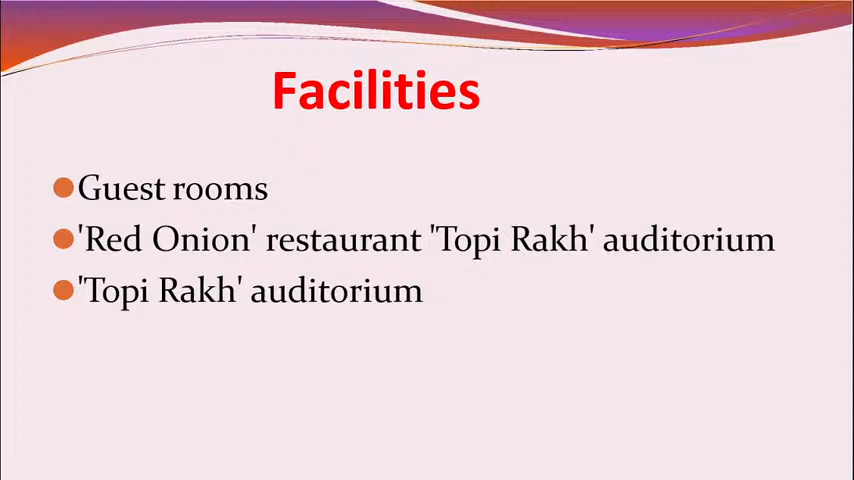 Facilities
Guest rooms
'Red Onion' restaurant 'Topi Rakh' auditorium
'Topi Rakh' auditorium